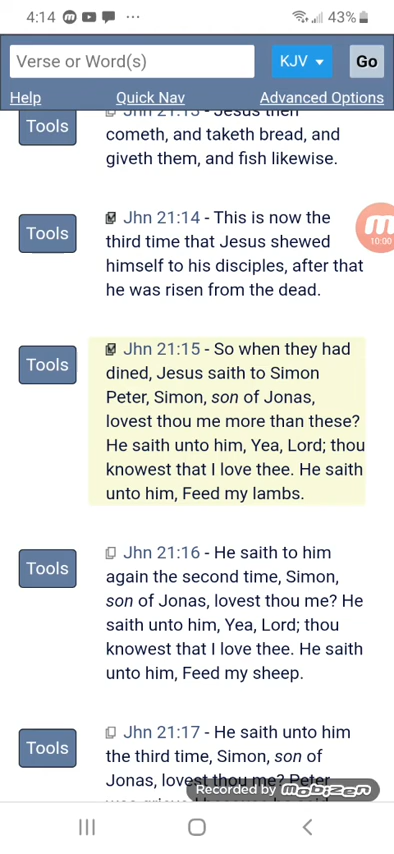 4:14 43%
Verse or Word(s) KJV Go
Help Quick Nav Advanced Options
Tools Jhn 21:13 - Jesus then
cometh, and taketh bread, and
giveth them, and fish likewise.
Tools Jhn 21:14 - This is now the
third time that Jesus shewed
himself to his disciples, after that
he was risen from the dead.
10:00
Tools Jhn 21:15 - So when they had
dined, Jesus saith to Simon
Peter, Simon, son of Jonas,
lovest thou me more than these?
He saith unto him, Yea, Lord; thou
knowest that I love thee. He saith
unto him, Feed my lambs.
Tools Jhn 21:16 - He saith to him
again the second time, Simon,
son of Jonas, lovest thou me? He
saith unto him, Yea, Lord; thou
knowest that I love thee. He saith
unto him, Feed my sheep.
Tools Jhn 21:17 - He saith unto him
the third time, Simon, son of
Jonas, lovest thou me? Peter
Recorded by mobizen